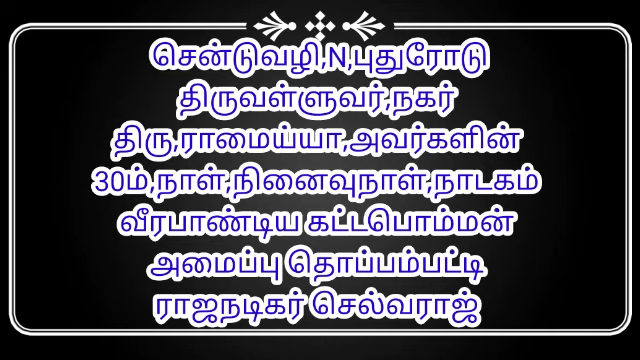 சென்டுவழி,N,புதுரோடு
திருவள்ளுவர்,நகர்
திரு,ராமைய்யா,அவர்களின்
30ம்,நாள்,நினைவுநாள்,நாடகம்
வீரபாண்டிய கட்டபொம்மன்
அமைப்பு தொப்பம்பட்டி
ராஜநடிகர் செல்வராஜ்